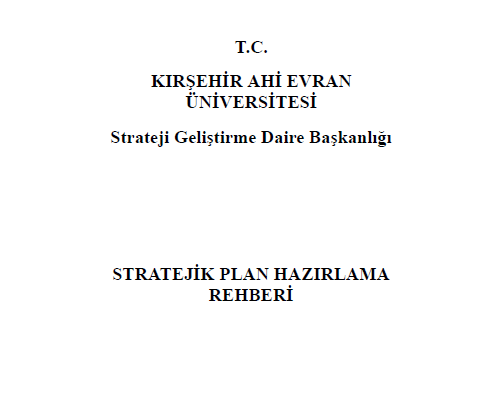 T.C.
KIRŞEHİR AHİ EVRAN
ÜNİVERSİTESİ
Strateji Geliştirme Daire Başkanlığı
STRATEJİK PLAN HAZIRLAMA
REHBERİ